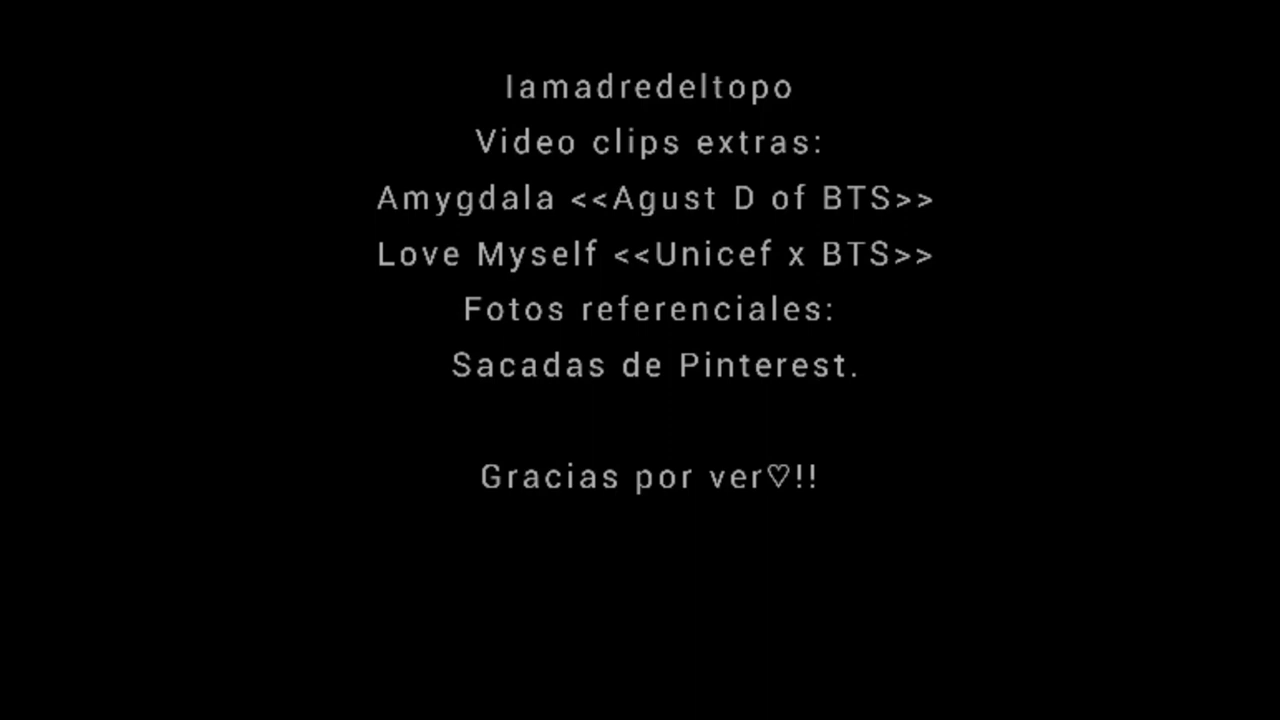 lamadredeltopo
Video clips extras:
Amygdala <<Agust D of BTS>>
Love Myself <<Unicef x BTS>>
Fotos referenciales:
Sacadas de Pinterest.
Gracias por ver♡!!